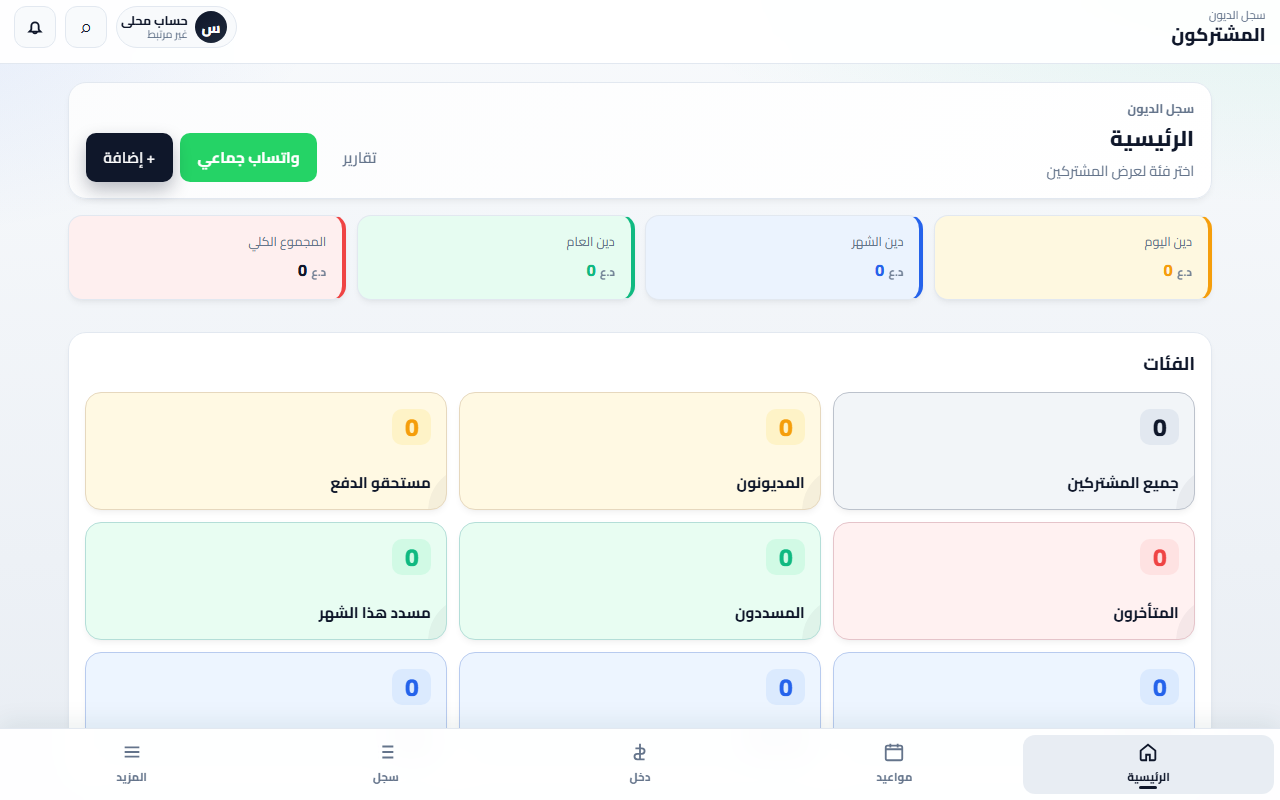 سجل الديون
المشتركون
س
حساب محلي
غير مرتبط
سجل الديون
الرئيسية
اختر فئة لعرض المشتركين
تقارير
واتساب جماعي
+ إضافة
دين اليوم
د.ع 0
دين الشهر
د.ع 0
دين العام
د.ع 0
المجموع الكلي
د.ع 0
الفئات
0
جميع المشتركين
0
المديونون
0
مستحقو الدفع
0
المتأخرون
0
المسددون
0
مسدد هذا الشهر
0
0
0
الرئيسية
مواعيد
دخل
سجل
المزيد